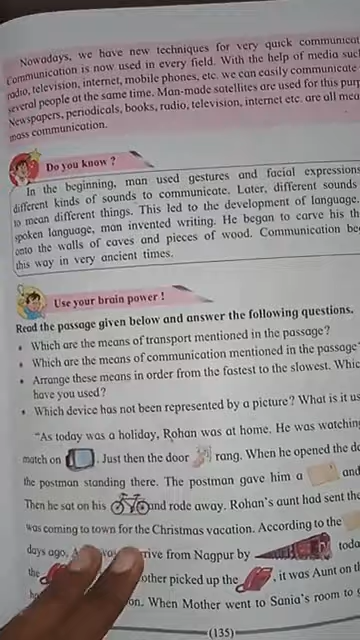 Nowadays, we have new techniques for very quick
Communication is now used in every field. With the help of media
radio, television, internet, mobile phones, etc. we can easily communicate
several people at the same time. Man-made satellites are used for this
Newspapers, periodicals, books, radio, television, internet etc. are all
mass communication.
Do you know ?
In the beginning, man used gestures and facial expressions
different kinds of sounds to communicate. Later, different sounds
to mean different things. This led to the development of language.
spoken language, man invented writing. He began to carve his
onto the walls of caves and pieces of wood. Communication
this way in very ancient times.
Use your brain power !
Read the passage given below and answer the following questions.
• Which are the means of transport mentioned in the passage?
• Which are the means of communication mentioned in the passage
• Arrange these means in order from the fastest to the slowest.
have you used?
• Which device has not been represented by a picture? What is it
"As today was a holiday, Rohan was at home. He was watching
match on . Just then the door rang. When he opened the
the postman standing there. The postman gave him a and
Then he sat on his and rode away. Rohan's aunt had sent the
was coming to town for the Christmas vacation. According to the
days ago, from Nagpur by
the picked up the , it was Aunt on
on. When Mother went to Sania's room to
(135)